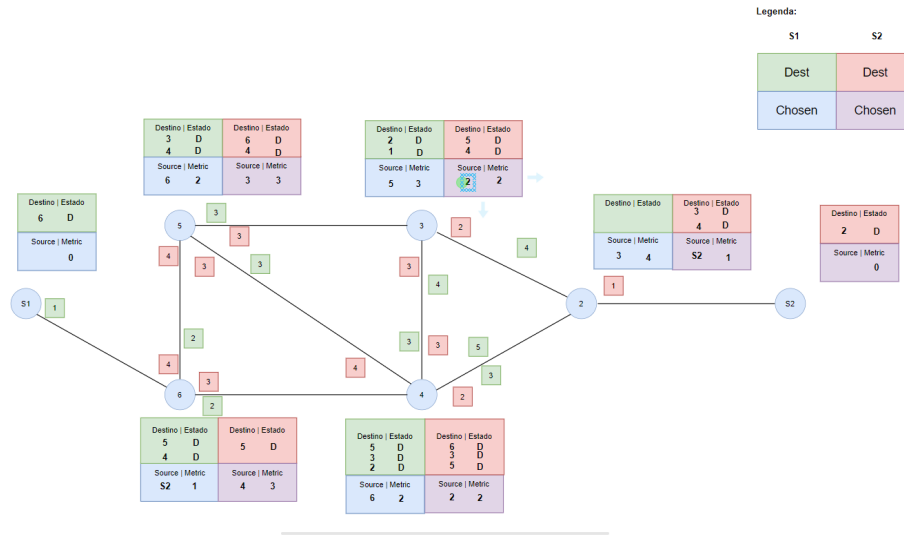 Legenda:
S1 S2
Dest Dest
Chosen Chosen
Destino | Estado
3 D
4 D
Source | Metric
6 2
Destino | Estado
6 D
4 D
Source | Metric
3 3
Destino | Estado
2 D
1 D
Source | Metric
5 3
Destino | Estado
5 D
4 D
Source | Metric
2 2
Destino | Estado
6 D
Source | Metric
0
Destino | Estado
Source | Metric
3 4
Destino | Estado
3 D
4 D
Source | Metric
S2 1
Destino | Estado
2 D
Source | Metric
0
5
3
3
3
3
4
3
2
4
3
4
2
1
S2
S1
1
2
3
3
5
3
4
4
6
3
2
4
2
Destino | Estado
5 D
4 D
Source | Metric
S2 1
Destino | Estado
5 D
Source | Metric
4 3
Destino | Estado
5 D
3 D
2 D
Source | Metric
6 2
Destino | Estado
6 D
3 D
5 D
Source | Metric
2 2